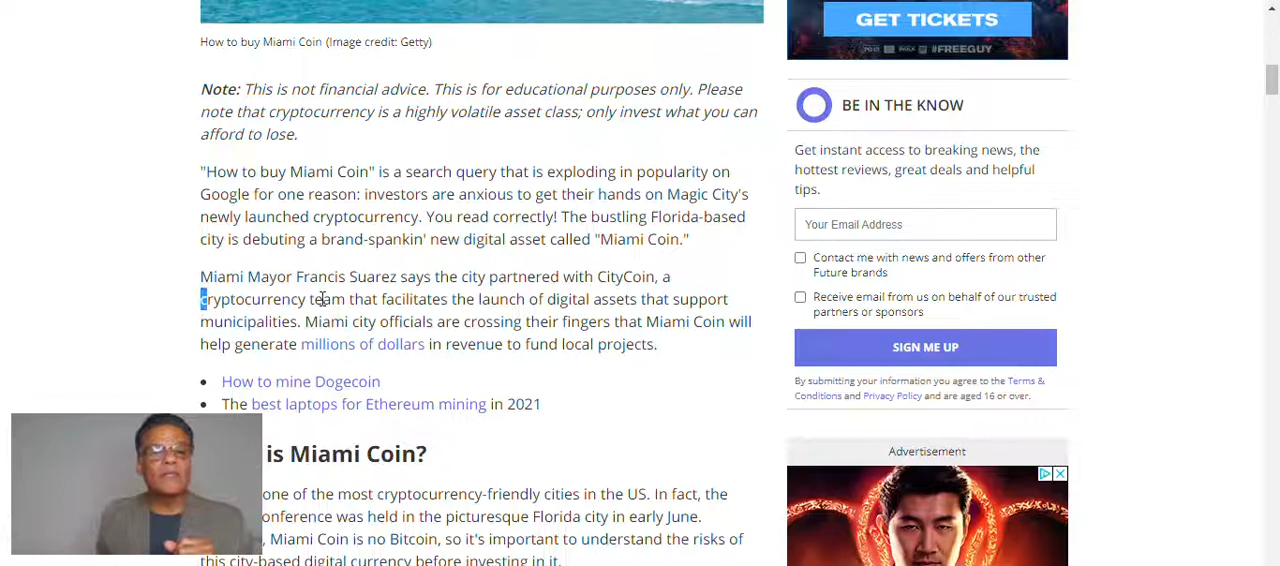 GET TICKETS
#FREEGUY
How to buy Miami Coin (Image credit: Getty)
Note: This is not financial advice. This is for educational purposes only. Please
note that cryptocurrency is a highly volatile asset class; only invest what you can
afford to lose.
"How to buy Miami Coin" is a search query that is exploding in popularity on
Google for one reason: investors are anxious to get their hands on Magic City's
newly launched cryptocurrency. You read correctly! The bustling Florida-based
city is debuting a brand-spankin' new digital asset called "Miami Coin."
Miami Mayor Francis Suarez says the city partnered with CityCoin, a
cryptocurrency team that facilitates the launch of digital assets that support
municipalities. Miami city officials are crossing their fingers that Miami Coin will
help generate millions of dollars in revenue to fund local projects.
• How to mine Dogecoin
• The best laptops for Ethereum mining in 2021
is Miami Coin?
one of the most cryptocurrency-friendly cities in the US. In fact, the
onference was held in the picturesque Florida city in early June.
, Miami Coin is no Bitcoin, so it's important to understand the risks of
this city-based digital currency before investing in it.
BE IN THE KNOW
Get instant access to breaking news, the
hottest reviews, great deals and helpful
tips.
Your Email Address
Contact me with news and offers from other
Future brands
Receive email from us on behalf of our trusted
partners or sponsors
SIGN ME UP
By submitting your information you agree to the Terms &
Conditions and Privacy Policy and are aged 16 or over.
Advertisement